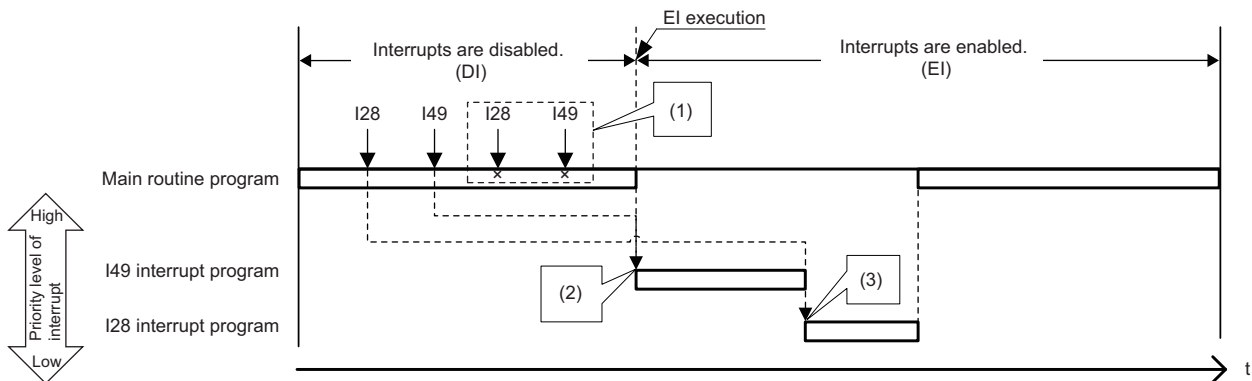 EI execution
Interrupts are disabled.
(DI)
Interrupts are enabled.
(EI)
I28 I49 I28 I49 (1)
× ×
Main routine program
High
Priority level of
interrupt
Low
I49 interrupt program
(2)
(3)
I28 interrupt program
t